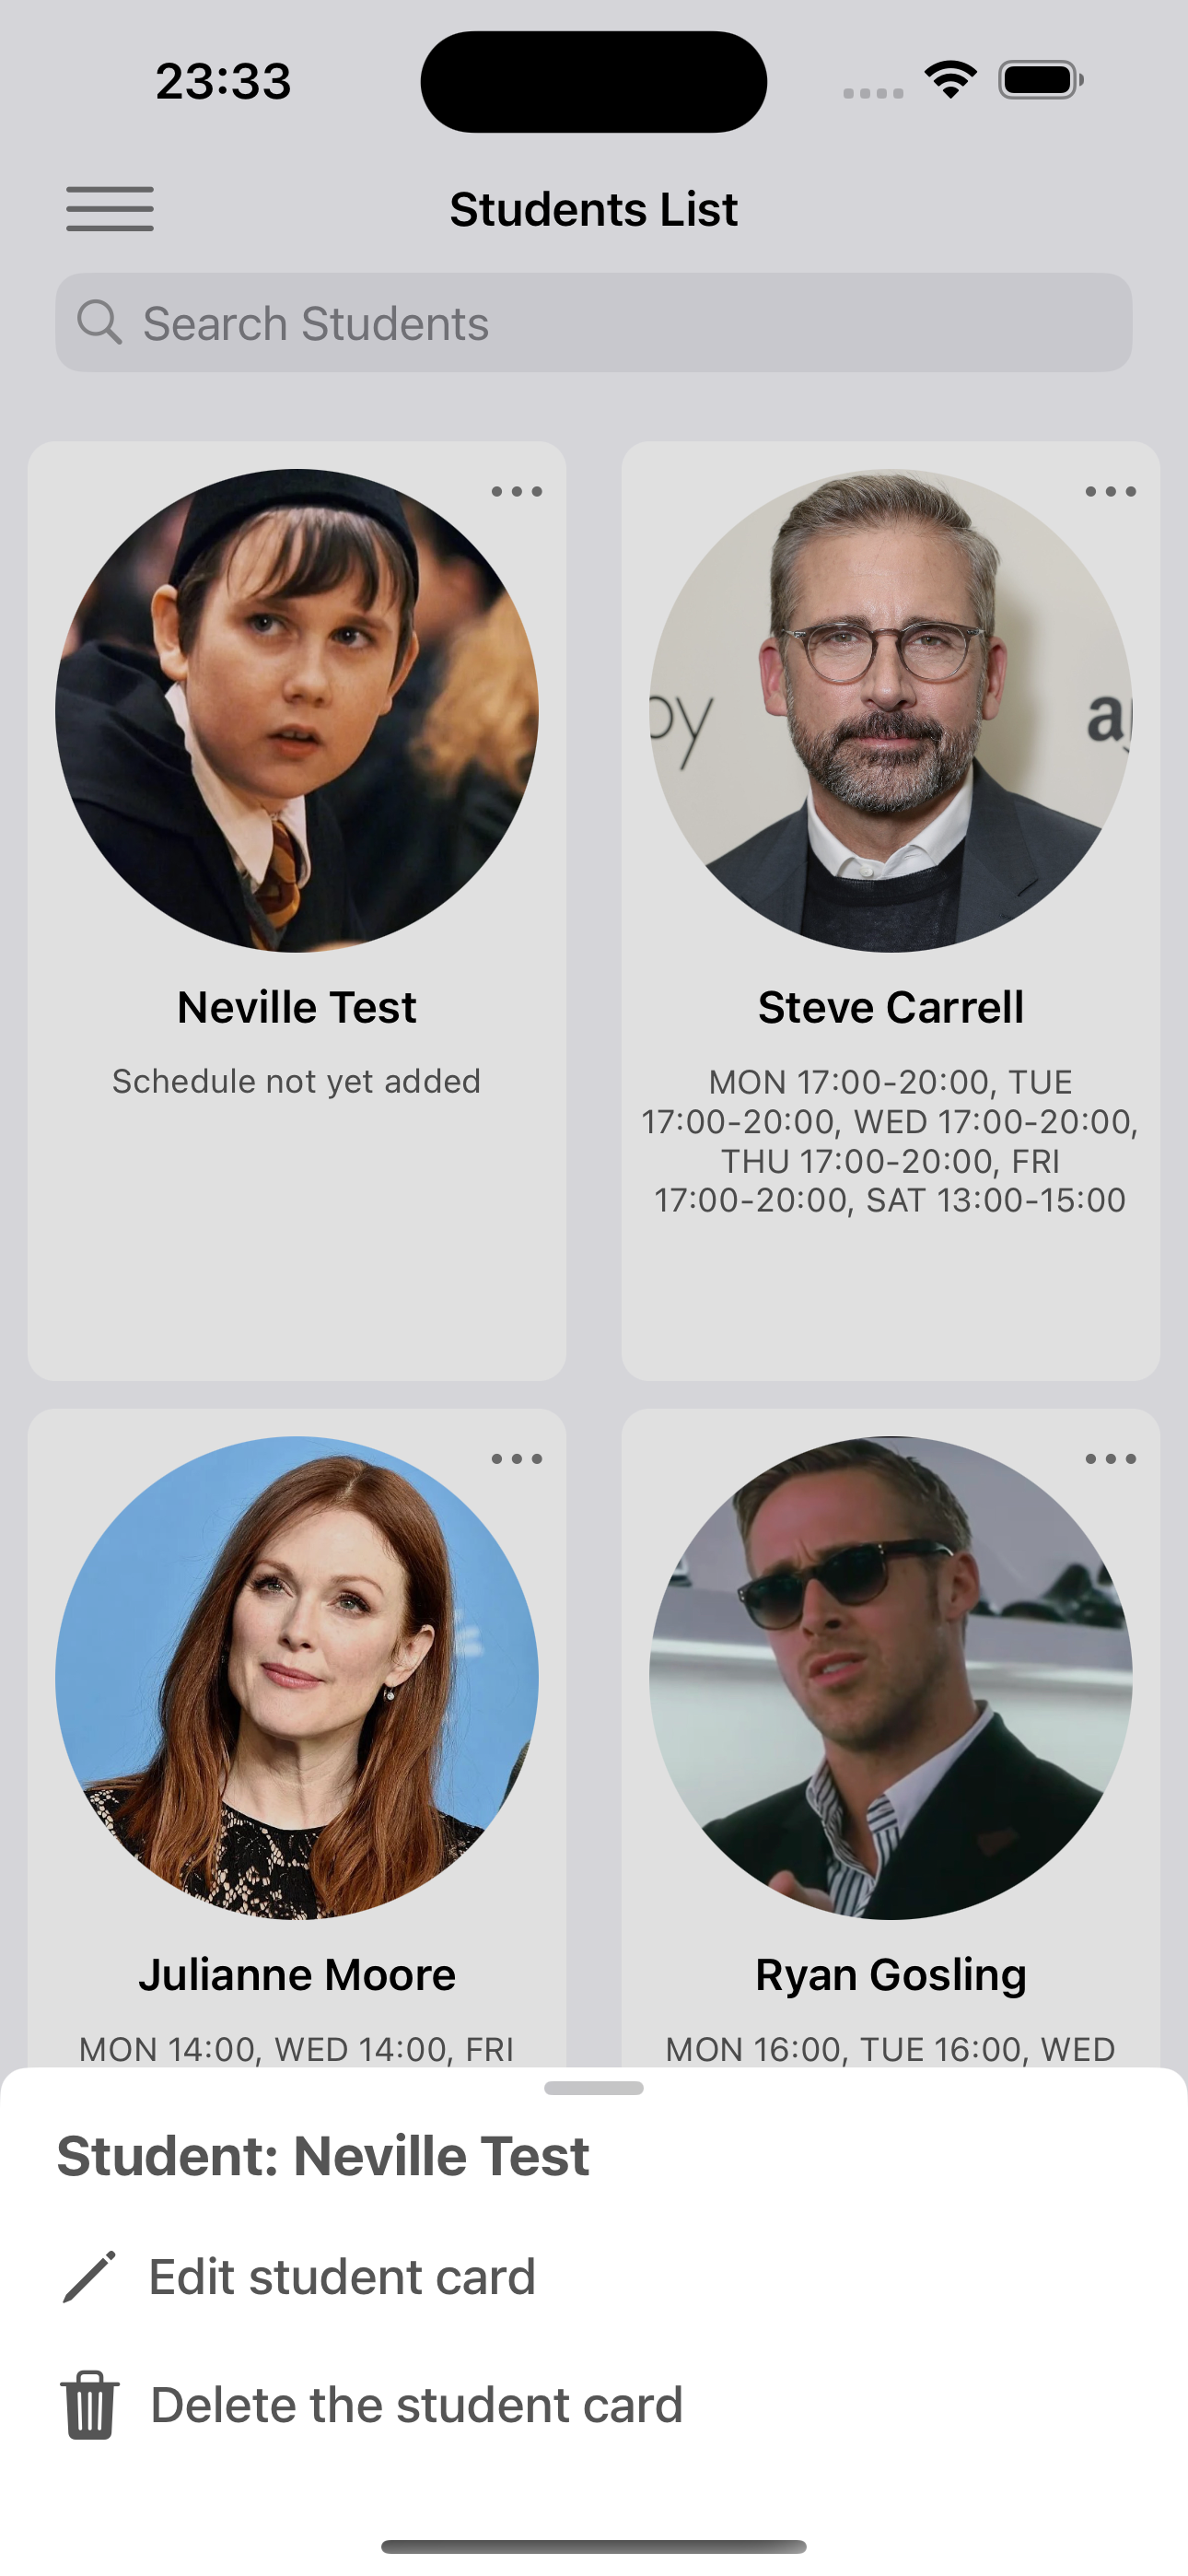 23:33
Students List
Search Students
by
Neville Test
Schedule not yet added
Steve Carrell
MON 17:00-20:00, TUE
17:00-20:00, WED 17:00-20:00,
THU 17:00-20:00, FRI
17:00-20:00, SAT 13:00-15:00
Julianne Moore
MON 14:00, WED 14:00, FRI
Ryan Gosling
MON 16:00, TUE 16:00, WED
Student: Neville Test
Edit student card
Delete the student card